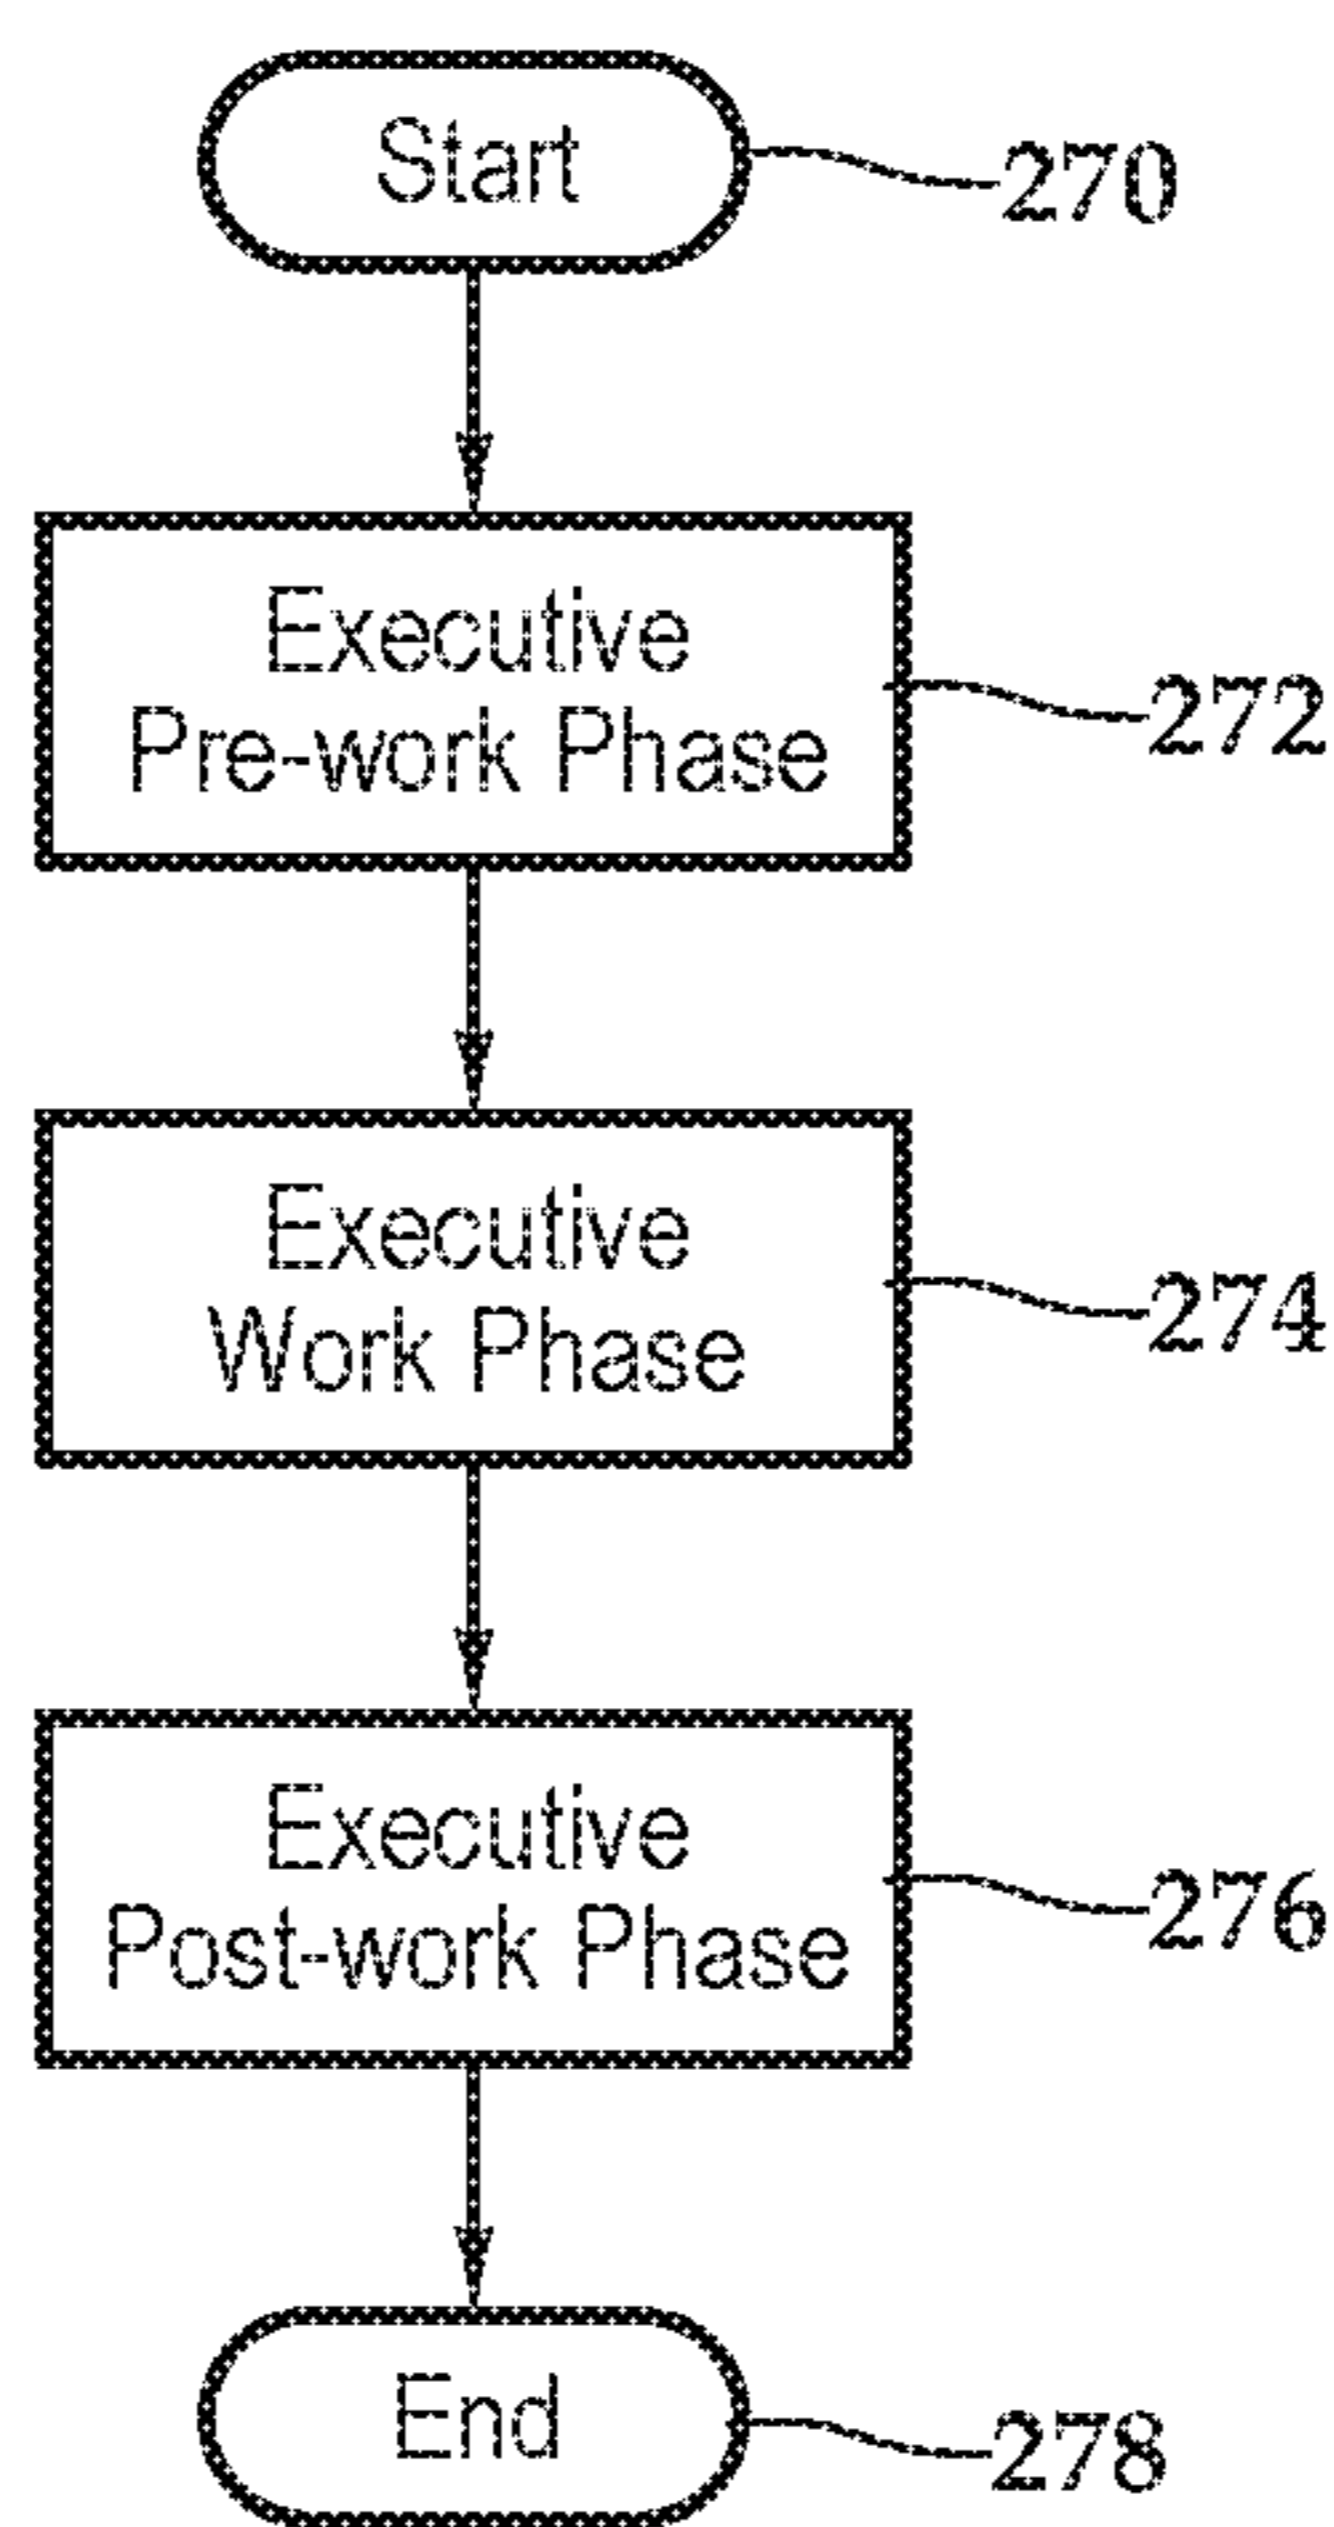 Start
270
Executive
Pre-work Phase
272
Executive
Work Phase
274
Executive
Post-work Phase
276
End
278